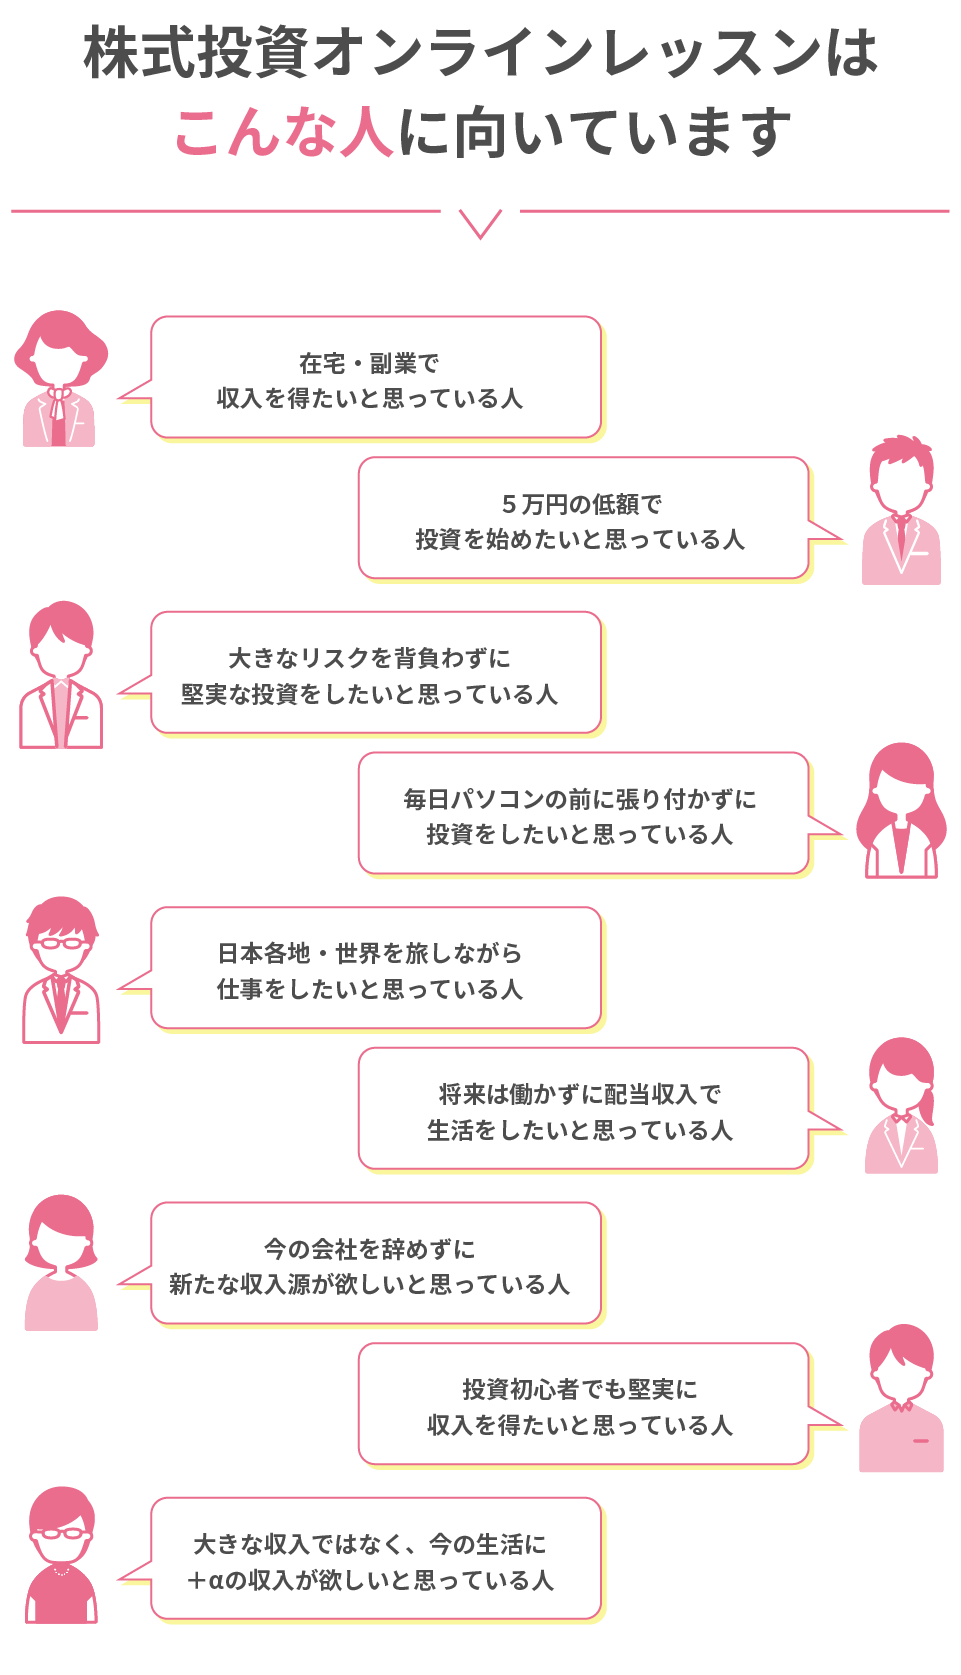 株式投資オンラインレッスンは
こんな人に向いています
在宅・副業で
収入を得たいと思っている人
５万円の低額で
投資を始めたいと思っている人
大きなリスクを背負わずに
堅実な投資をしたいと思っている人
毎日パソコンの前に張り付かずに
投資をしたいと思っている人
日本各地・世界を旅しながら
仕事をしたいと思っている人
将来は働かずに配当収入で
生活をしたいと思っている人
今の会社を辞めずに
新たな収入源が欲しいと思っている人
投資初心者でも堅実に
収入を得たいと思っている人
大きな収入ではなく、今の生活に
＋αの収入が欲しいと思っている人